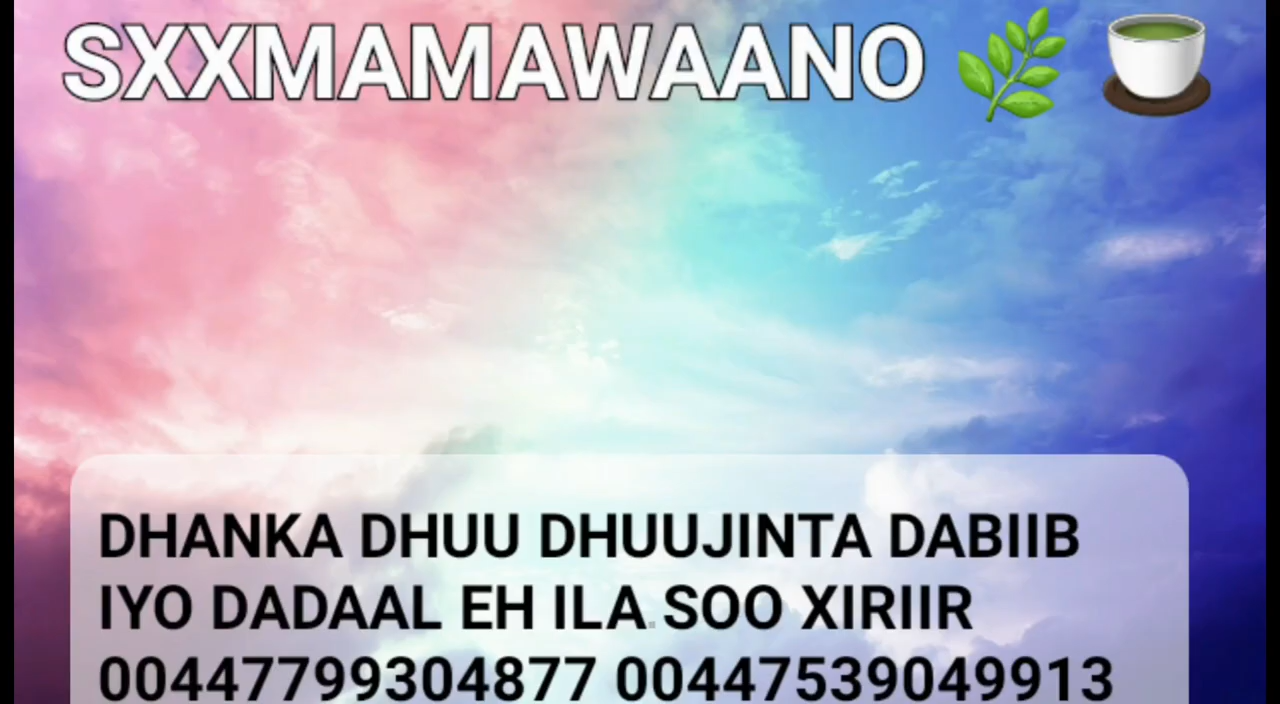 SXXMAMAWAANO 🌿 🍵
DHANKA DHUU DHUUJINTA DABIIB
IYO DADAAL EH ILA SOO XIRIIR
00447799304877 00447539049913